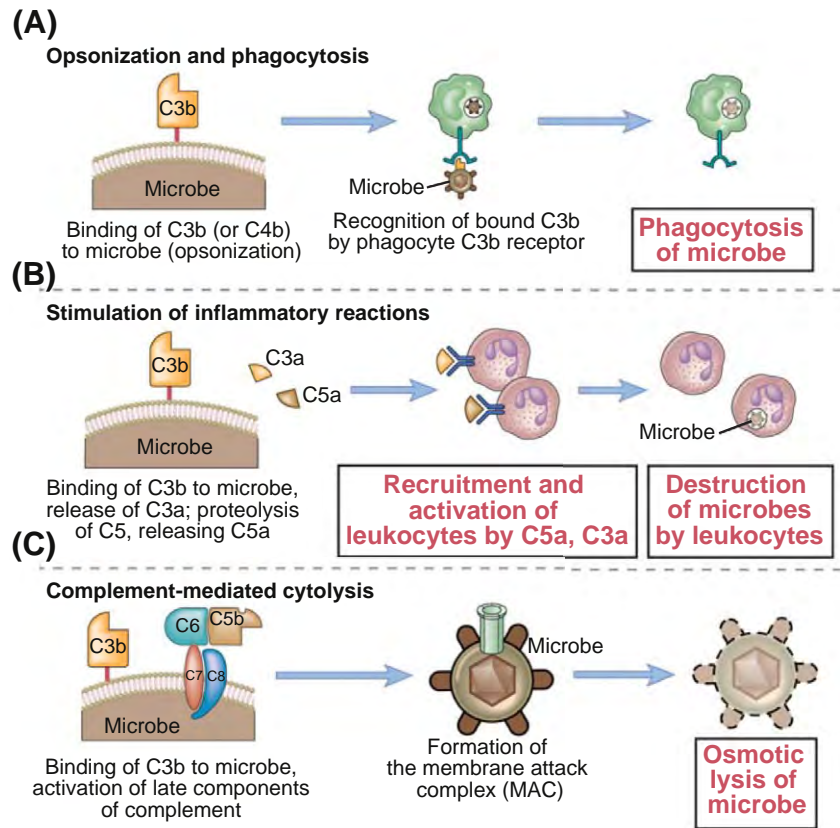 (A)
Opsonization and phagocytosis
C3b
Microbe
Binding of C3b (or C4b)
to microbe (opsonization)
Microbe
Recognition of bound C3b
by phagocyte C3b receptor
Phagocytosis
of microbe
(B)
Stimulation of inflammatory reactions
C3b
C3a
C5a
Microbe
Binding of C3b to microbe,
release of C3a; proteolysis
of C5, releasing C5a
Recruitment and
activation of
leukocytes by C5a, C3a
Microbe
Destruction
of microbes
by leukocytes
(C)
Complement-mediated cytolysis
C3b
C6
C5b
C7
C8
Microbe
Binding of C3b to microbe,
activation of late components
of complement
Microbe
Formation of
the membrane attack
complex (MAC)
Osmotic
lysis of
microbe